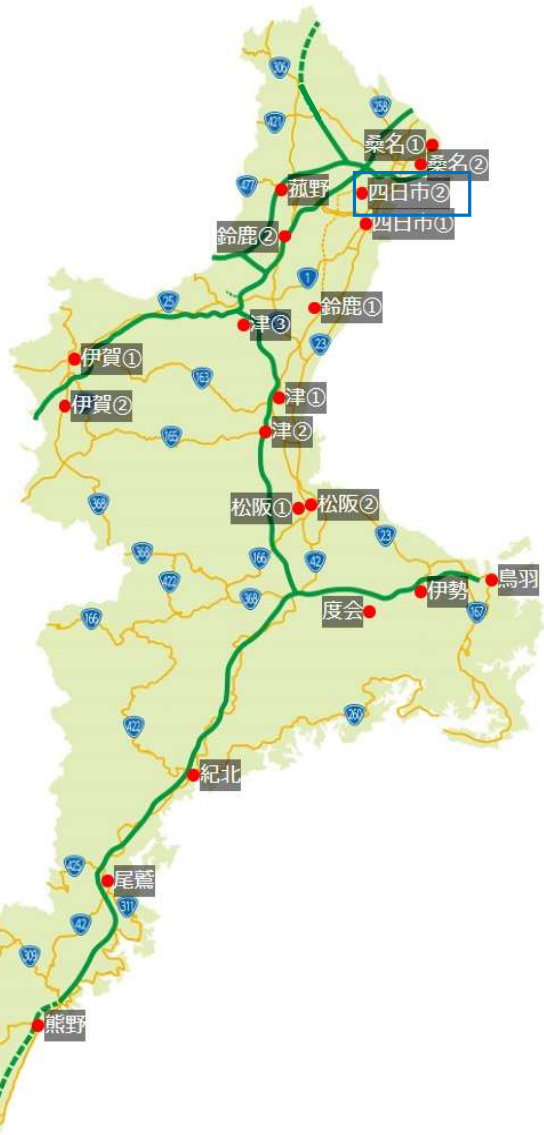 306
258
421
桑名①
桑名②
477
菰野
四日市②
四日市①
鈴鹿②
1
25
鈴鹿①
津③
23
伊賀①
163
津①
伊賀②
165
津②
368
松阪①
松阪②
23
368
166
42
422
368
鳥羽
伊勢
度会
167
166
260
422
紀北
425
尾鷲
311
42
309
熊野